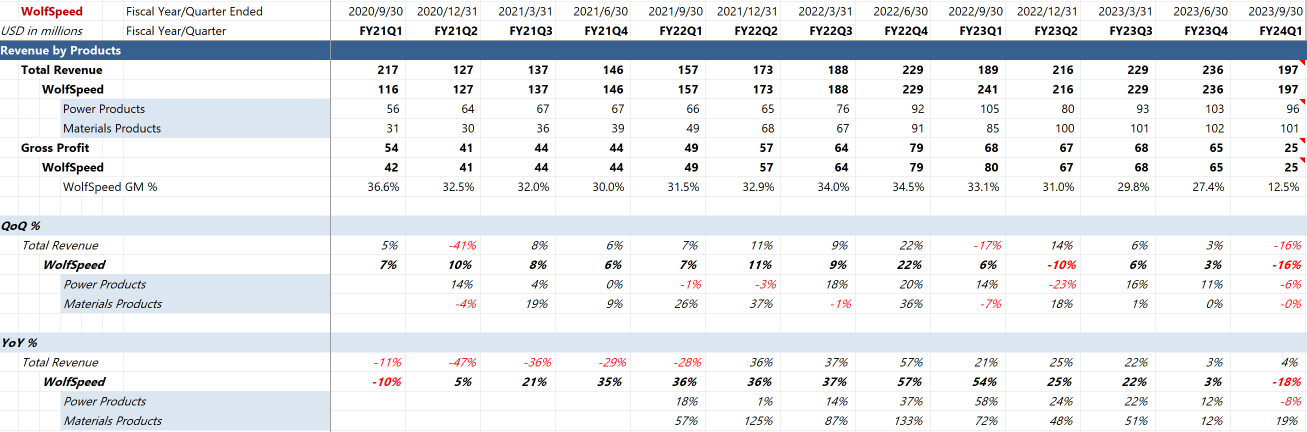 WolfSpeed Fiscal Year/Quarter Ended 2020/9/30 2020/12/31 2021/3/31 2021/6/30 2021/9/30 2021/12/31 2022/3/31 2022/6/30 2022/9/30 2022/12/31 2023/3/31 2023/6/30 2023/9/30
USD in millions Fiscal Year/Quarter FY21Q1 FY21Q2 FY21Q3 FY21Q4 FY22Q1 FY22Q2 FY22Q3 FY22Q4 FY23Q1 FY23Q2 FY23Q3 FY23Q4 FY24Q1
Revenue by Products
Total Revenue 217 127 137 146 157 173 188 229 189 216 229 236 197
WolfSpeed 116 127 137 146 157 173 188 229 241 216 229 236 197
Power Products 56 64 67 67 66 65 76 92 105 80 93 103 96
Materials Products 31 30 36 39 49 68 67 91 85 100 101 102 101
Gross Profit 54 41 44 44 49 57 64 79 68 67 68 65 25
WolfSpeed 42 41 44 44 49 57 64 79 80 67 68 65 25
WolfSpeed GM % 36.6% 32.5% 32.0% 30.0% 31.5% 32.9% 34.0% 34.5% 33.1% 31.0% 29.8% 27.4% 12.5%
QoQ %
Total Revenue 5% -41% 8% 6% 7% 11% 9% 22% -17% 14% 6% 3% -16%
WolfSpeed 7% 10% 8% 6% 7% 11% 9% 22% 6% -10% 6% 3% -16%
Power Products 14% 4% 0% -1% -3% 18% 20% 14% -23% 16% 11% -6%
Materials Products -4% 19% 9% 26% 37% -1% 36% -7% 18% 1% 0% -0%
YoY %
Total Revenue -11% -47% -36% -29% -28% 36% 37% 57% 21% 25% 22% 3% 4%
WolfSpeed -10% 5% 21% 35% 36% 36% 37% 57% 54% 25% 22% 3% -18%
Power Products 18% 1% 14% 37% 58% 24% 22% 12% -8%
Materials Products 57% 125% 87% 133% 72% 48% 51% 12% 19%